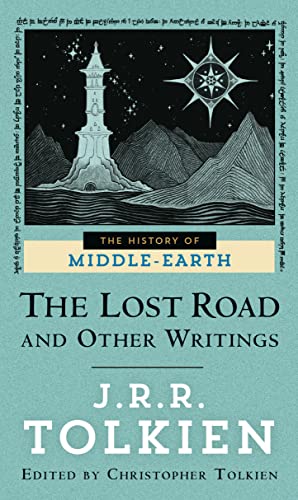 THE HISTORY OF
MIDDLE-EARTH
THE LOST ROAD
AND OTHER WRITINGS
J.R.R.
TOLKIEN
EDITED BY CHRISTOPHER TOLKIEN